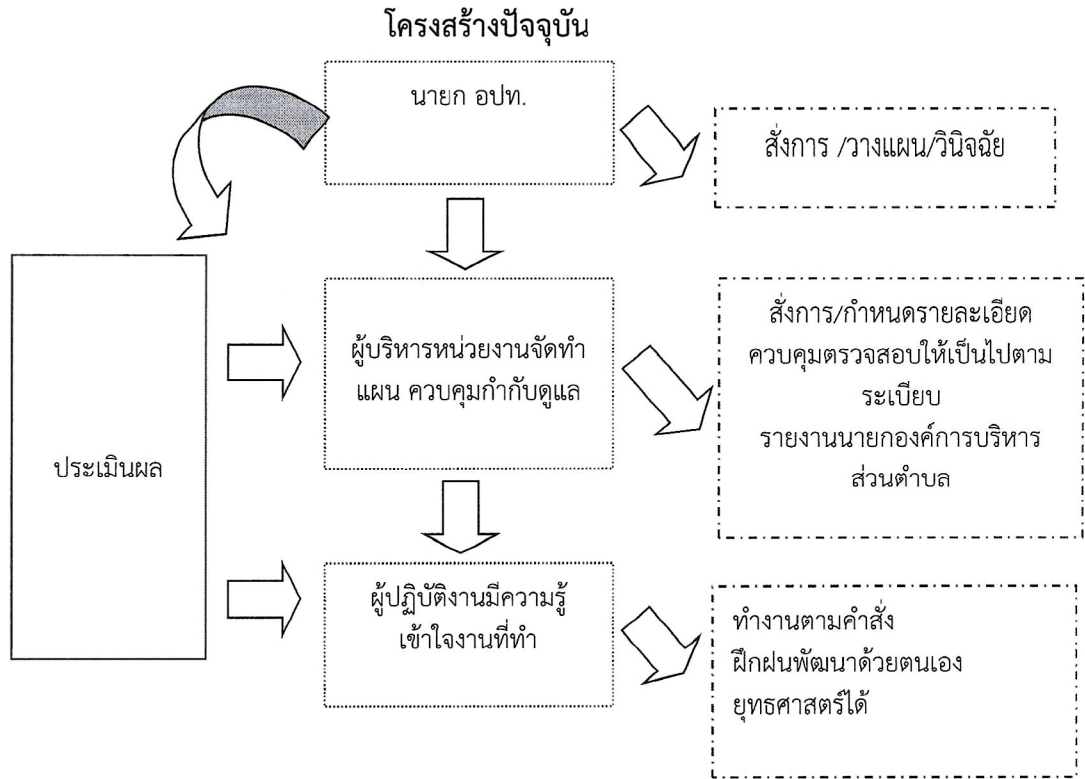 โครงสร้างปัจจุบัน
นายก อปท.
สั่งการ /วางแผน/วินิจฉัย
ผู้บริหารหน่วยงานจัดทำ
แผน ควบคุมกำกับดูแล
สั่งการ/กำหนดรายละเอียด
ควบคุมตรวจสอบให้เป็นไปตาม
ระเบียบ
รายงานนายกองค์การบริหาร
ส่วนตำบล
ประเมินผล
ผู้ปฏิบัติงานมีความรู้
เข้าใจงานที่ทำ
ทำงานตามคำสั่ง
ฝึกฝนพัฒนาด้วยตนเอง
ยุทธศาสตร์ได้